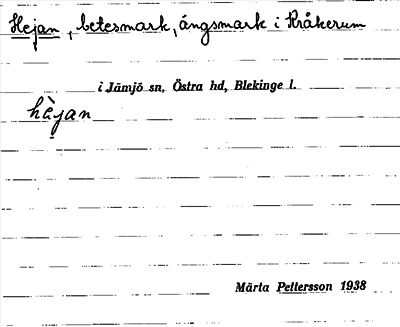 Hejan, betesmark, ängsmark i Kråkerum
i Jämjö sn, Östra hd, Blekinge l.
hèjan
Märta Pettersson 1938